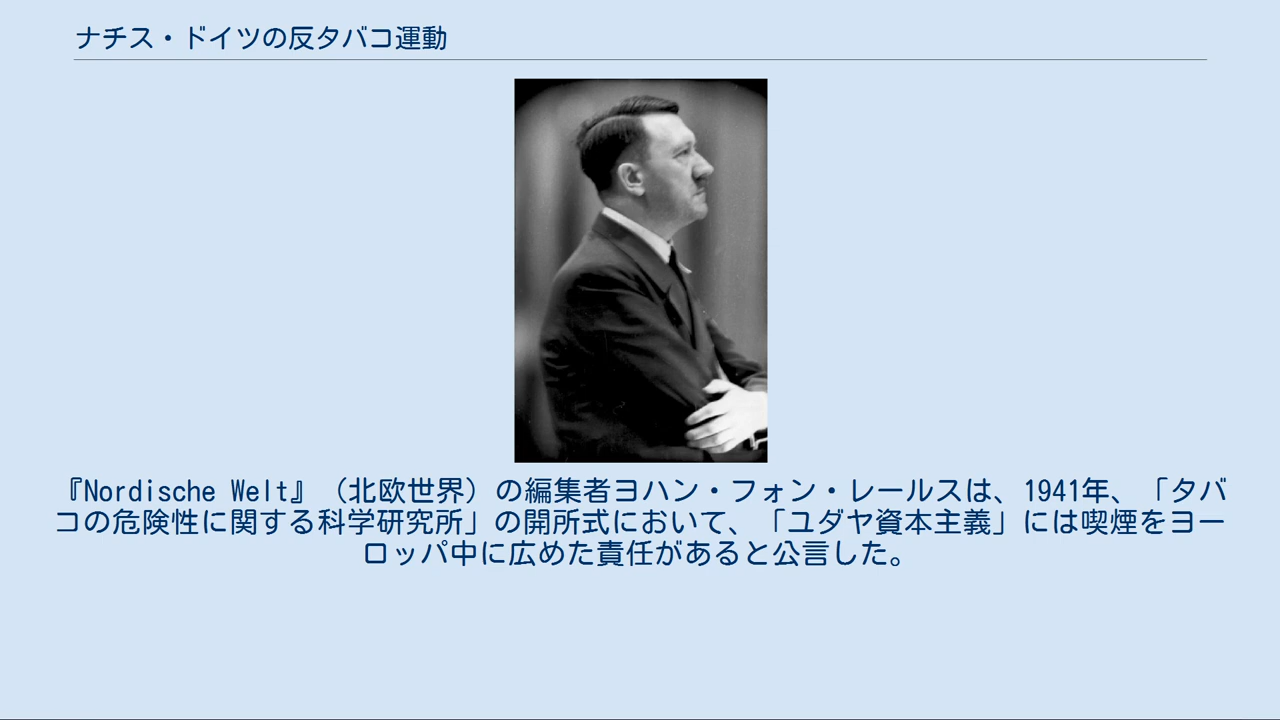 ナチス・ドイツの反タバコ運動
『Nordische Welt』（北欧世界）の編集者ヨハン・フォン・レールスは、1941年、「タバ
コの危険性に関する科学研究所」の開所式において、「ユダヤ資本主義」には喫煙をヨー
ロッパ中に広めた責任があると公言した。